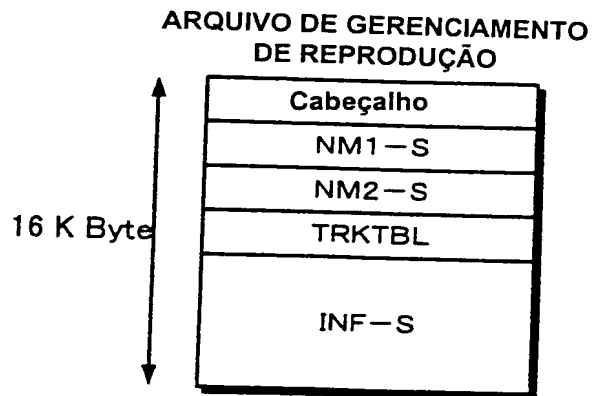 ARQUIVO DE GERENCIAMENTO
DE REPRODUÇÃO
Cabeçalho
NM1-S
NM2-S
TRKTBL
16 K Byte
INF-S